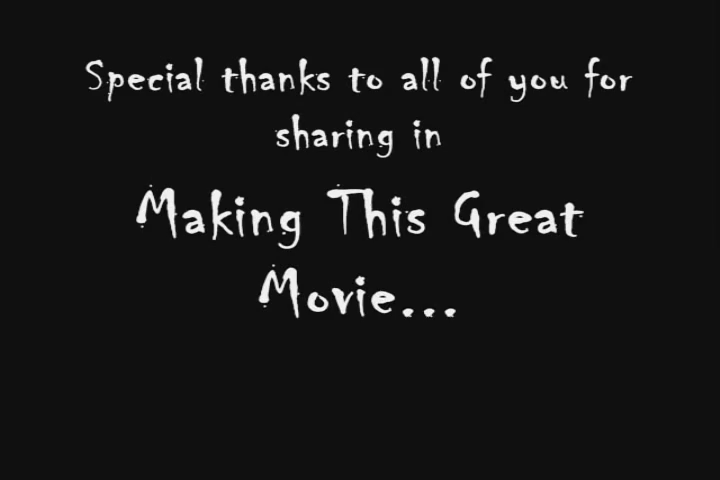 Special thanks to all of you for
sharing in
Making This Great
Movie...